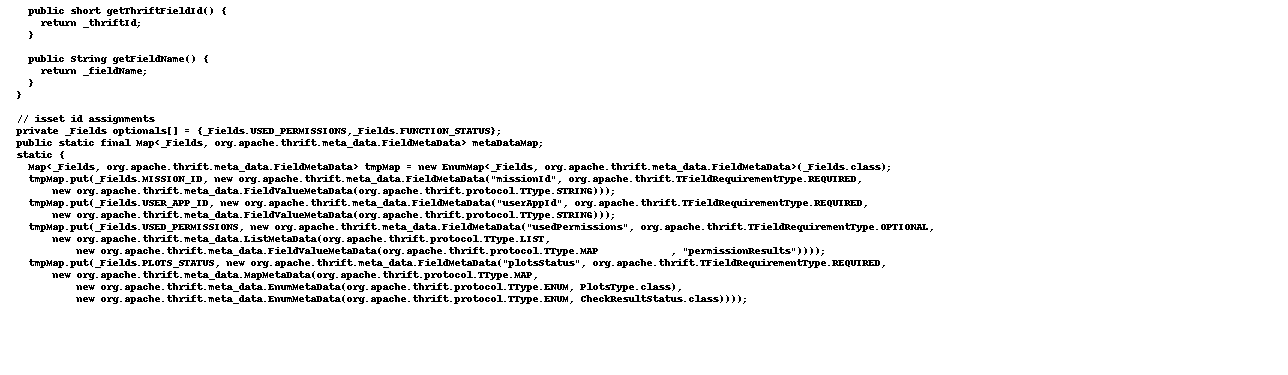 public short getThriftFieldId() {
return _thriftId;
}
public String getFieldName() {
return _fieldName;
}
}
// isset id assignments
private _Fields optionals[] = {_Fields.USED_PERMISSIONS,_Fields.FUNCTION_STATUS};
public static final Map<_Fields, org.apache.thrift.meta_data.FieldMetaData> metaDataMap;
static {
Map<_Fields, org.apache.thrift.meta_data.FieldMetaData> tmpMap = new EnumMap<_Fields, org.apache.thrift.meta_data.FieldMetaData>(_Fields.class);
tmpMap.put(_Fields.MISSION_ID, new org.apache.thrift.meta_data.FieldMetaData("missionId", org.apache.thrift.TFieldRequirementType.REQUIRED,
new org.apache.thrift.meta_data.FieldValueMetaData(org.apache.thrift.protocol.TType.STRING)));
tmpMap.put(_Fields.USER_APP_ID, new org.apache.thrift.meta_data.FieldMetaData("userAppId", org.apache.thrift.TFieldRequirementType.REQUIRED,
new org.apache.thrift.meta_data.FieldValueMetaData(org.apache.thrift.protocol.TType.STRING)));
tmpMap.put(_Fields.USED_PERMISSIONS, new org.apache.thrift.meta_data.FieldMetaData("usedPermissions", org.apache.thrift.TFieldRequirementType.OPTIONAL,
new org.apache.thrift.meta_data.ListMetaData(org.apache.thrift.protocol.TType.LIST,
new org.apache.thrift.meta_data.FieldValueMetaData(org.apache.thrift.protocol.TType.MAP            , "permissionResults"))));
tmpMap.put(_Fields.PLOTS_STATUS, new org.apache.thrift.meta_data.FieldMetaData("plotsStatus", org.apache.thrift.TFieldRequirementType.REQUIRED,
new org.apache.thrift.meta_data.MapMetaData(org.apache.thrift.protocol.TType.MAP,
new org.apache.thrift.meta_data.EnumMetaData(org.apache.thrift.protocol.TType.ENUM, PlotsType.class),
new org.apache.thrift.meta_data.EnumMetaData(org.apache.thrift.protocol.TType.ENUM, CheckResultStatus.class))));